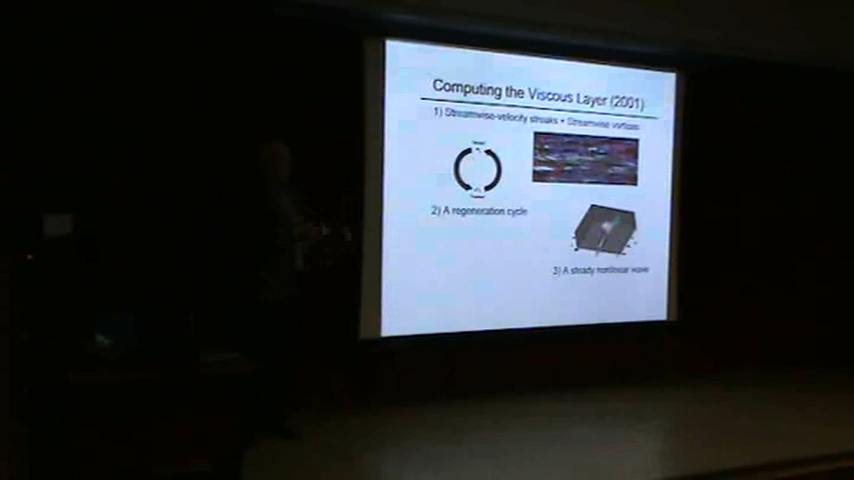 Computing the Viscous Layer (2001)
1) Streamwise-velocity streaks + Streamwise vortices
2) A regeneration cycle
3) A steady nonlinear wave